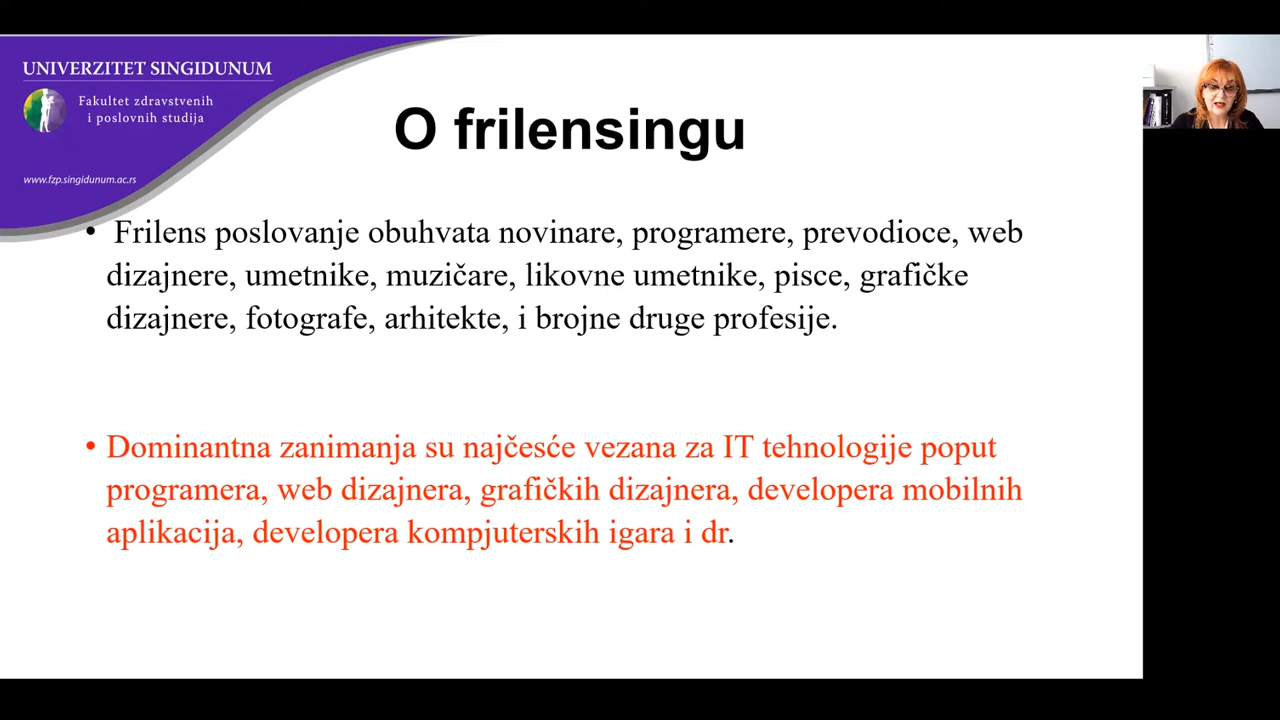 UNIVERZITET SINGIDUNUM
Fakultet zdravstvenih
i poslovnih studija
www.fzp.singidunum.ac.rs
O frilensingu
• Frilens poslovanje obuhvata novinare, programere, prevodioce, web
dizajnere, umetnike, muzičare, likovne umetnike, pisce, grafičke
dizajnere, fotografe, arhitekte, i brojne druge profesije.
• Dominantna zanimanja su najčesće vezana za IT tehnologije poput
programera, web dizajnera, grafičkih dizajnera, developera mobilnih
aplikacija, developera kompjuterskih igara i dr.